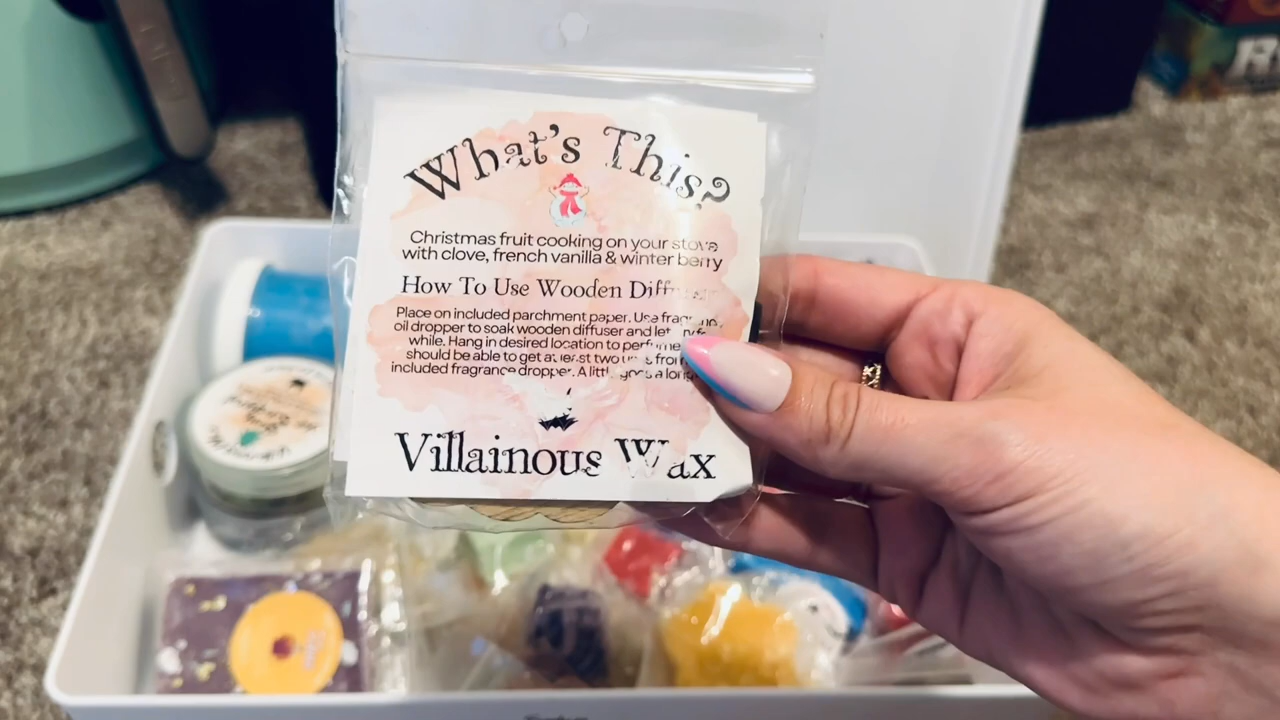 What's This?
Christmas fruit cooking on your stove
with clove, french vanilla & winter berry
How To Use Wooden
Place on included parchment paper. Use
oil dropper to soak wooden diffuser and let
while. Hang in desired location to perfume.
should be able to get at least two
included fragrance dropper. A little goes a long
Villainous Wax